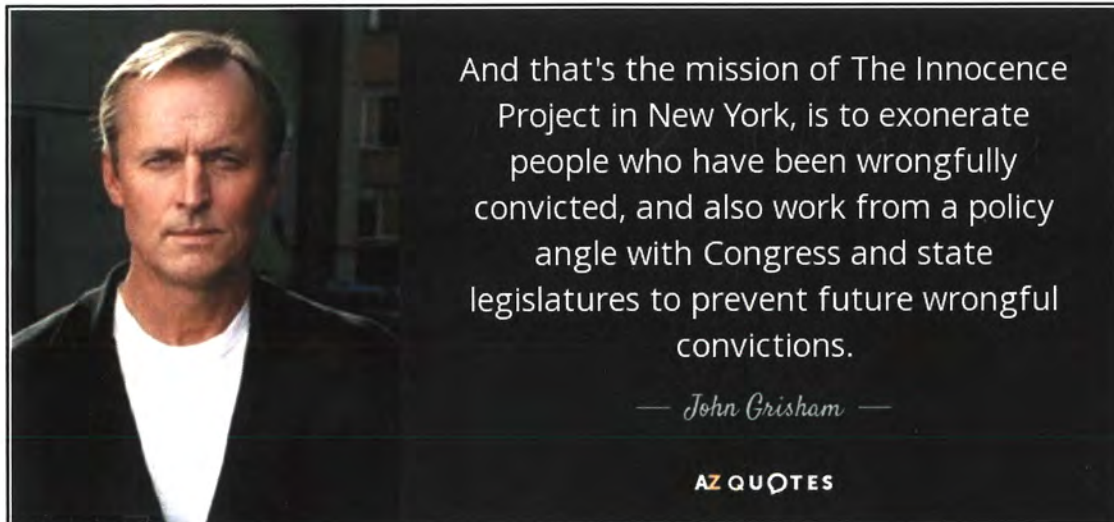 And that's the mission of The Innocence
Project in New York, is to exonerate
people who have been wrongfully
convicted, and also work from a policy
angle with Congress and state
legislatures to prevent future wrongful
convictions.
— John Grisham —
AZ QUOTES